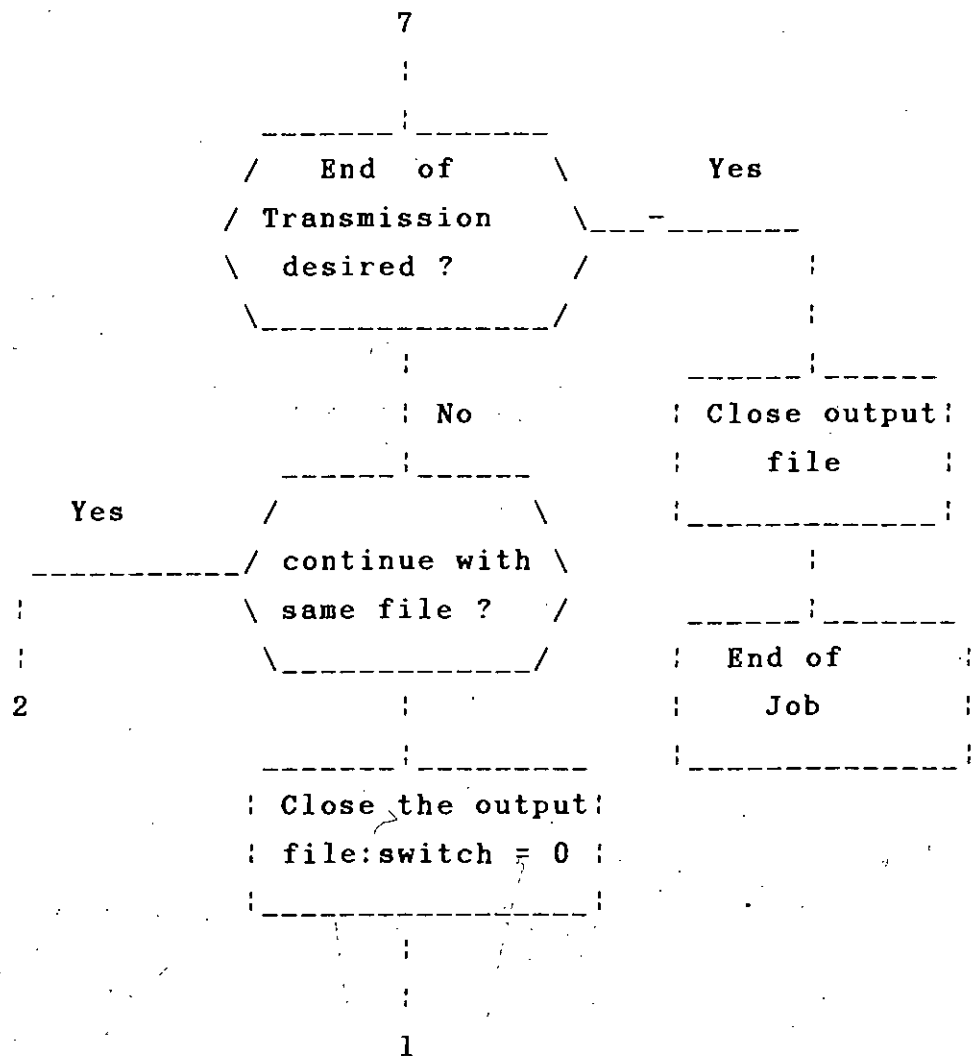 7
End of
Transmission
desired ?
Yes
No
Close output
file
Yes
continue with
same file ?
2
End of
Job
Close the output
file:switch = 0
1